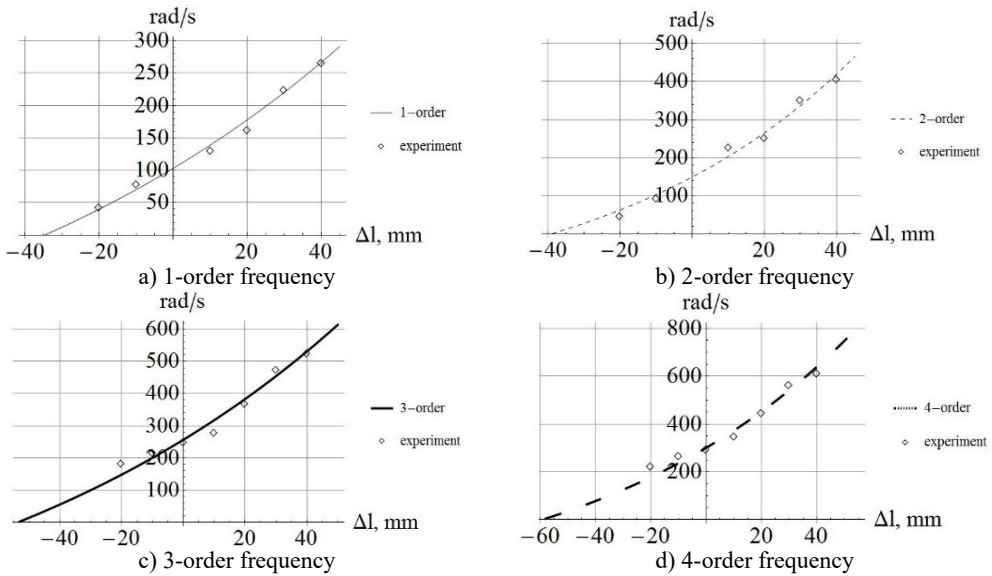 rad/s
300
250
200
150
100
50
−40 −20 20 40
Δl, mm
1−order
experiment
a) 1-order frequency
rad/s
500
400
300
200
100
−40 −20 20 40
Δl, mm
2−order
experiment
b) 2-order frequency
rad/s
600
500
400
300
200
100
−40 −20 20 40
Δl, mm
3−order
experiment
c) 3-order frequency
rad/s
800
600
400
200
−60 −40 −20 0 20 40
Δl, mm
4−order
experiment
d) 4-order frequency